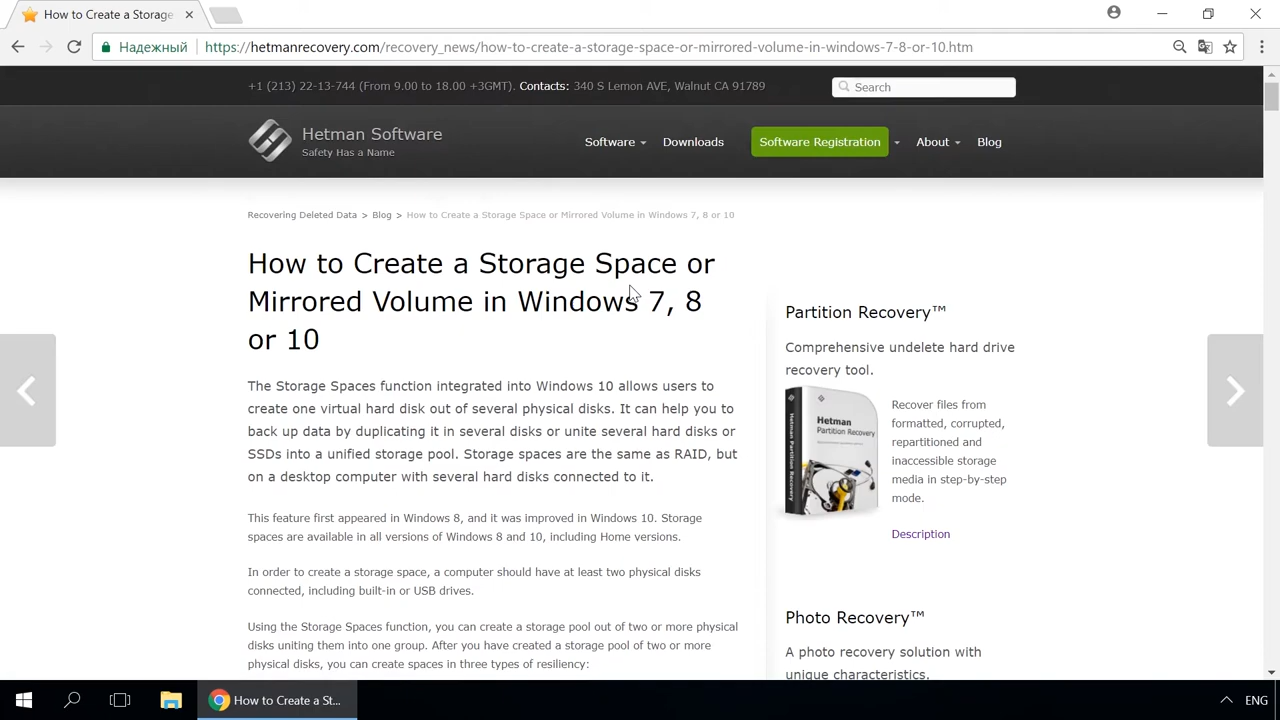 How to Create a Storage
Надежный
https://hetmanrecovery.com/recovery_news/how-to-create-a-storage-space-or-mirrored-volume-in-windows-7-8-or-10.htm
+1 (213) 22-13-744 (From 9.00 to 18.00 +3GMT). Contacts: 340 S Lemon AVE, Walnut CA 91789
Search
Hetman Software
Safety Has a Name
Software
Downloads
Software Registration
About
Blog
Recovering Deleted Data > Blog > How to Create a Storage Space or Mirrored Volume in Windows 7, 8 or 10
How to Create a Storage Space or
Mirrored Volume in Windows 7, 8
or 10
The Storage Spaces function integrated into Windows 10 allows users to
create one virtual hard disk out of several physical disks. It can help you to
back up data by duplicating it in several disks or unite several hard disks or
SSDs into a unified storage pool. Storage spaces are the same as RAID, but
on a desktop computer with several hard disks connected to it.
This feature first appeared in Windows 8, and it was improved in Windows 10. Storage
spaces are available in all versions of Windows 8 and 10, including Home versions.
In order to create a storage space, a computer should have at least two physical disks
connected, including built-in or USB drives.
Using the Storage Spaces function, you can create a storage pool out of two or more physical
disks uniting them into one group. After you have created a storage pool of two or more
physical disks, you can create spaces in three types of resiliency:
Partition Recovery™
Comprehensive undelete hard drive
recovery tool.
Hetman
Partition Recovery
Hetman Partition Recovery
Recover files from
formatted, corrupted,
repartitioned and
inaccessible storage
media in step-by-step
mode.
Description
Photo Recovery™
A photo recovery solution with
unique characteristics.
How to Create a St...
ENG